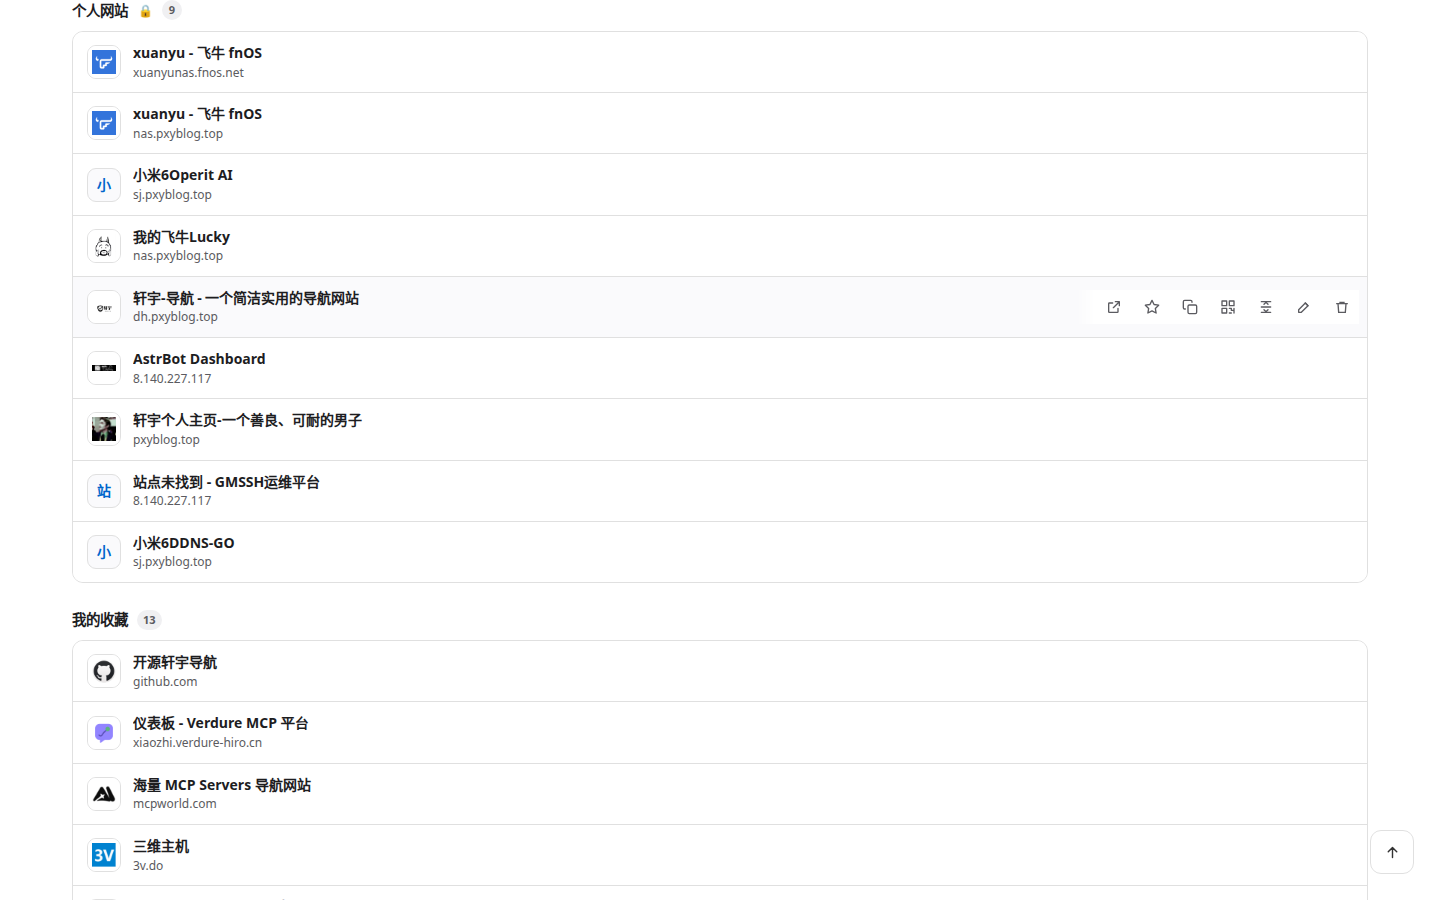 个人网站 🔒 9
xuanyu - 飞牛 fnOS
xuanyunas.fnos.net
xuanyu - 飞牛 fnOS
nas.pxyblog.top
小
小米6Operit AI
sj.pxyblog.top
我的飞牛Lucky
nas.pxyblog.top
轩宇-导航 - 一个简洁实用的导航网站
dh.pxyblog.top
AstrBot Dashboard
8.140.227.117
轩宇个人主页-一个善良、可耐的男子
pxyblog.top
站
站点未找到 - GMSSH运维平台
8.140.227.117
小
小米6DDNS-GO
sj.pxyblog.top
我的收藏 13
开源轩宇导航
github.com
仪表板 - Verdure MCP 平台
xiaozhi.verdure-hiro.cn
海量 MCP Servers 导航网站
mcpworld.com
3V
三维主机
3v.do